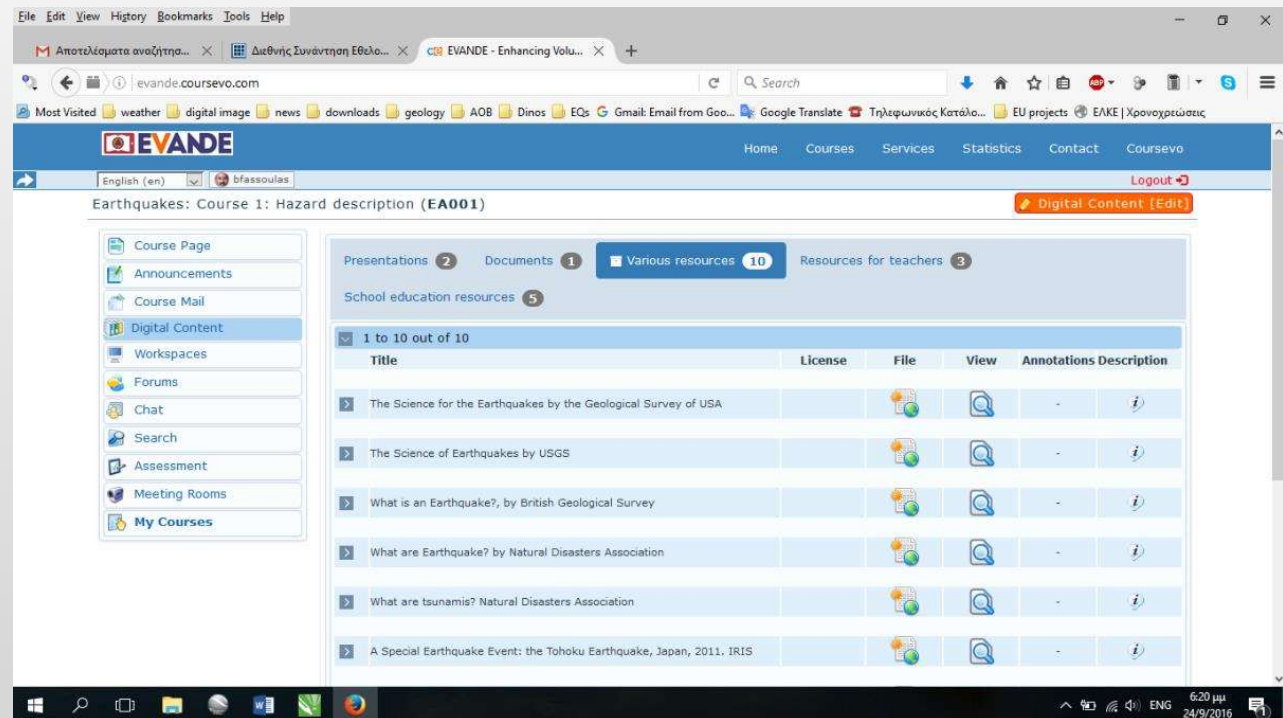 File Edit View History Bookmarks Tools Help
Αποτελέσματα αναζήτησ... Διεθνής Συνάντηση Εθελο... EVANDE - Enhancing Volu...
evande.coursevo.com Search
Most Visited weather digital image news downloads geology AOB Dinos EQs Gmail: Email from Goo... Google Translate Τηλεφωνικός Κατάλο... EU projects ΕΛΚΕ | Χρονοχρεώσεις
EVANDE Home Courses Services Statistics Contact Coursevo
English (en) bfassoulas Logout
Earthquakes: Course 1: Hazard description (EA001) Digital Content [Edit]
Course Page
Announcements
Course Mail
Digital Content
Workspaces
Forums
Chat
Search
Assessment
Meeting Rooms
My Courses
Presentations 2 Documents 1 Various resources 10 Resources for teachers 3
School education resources 5
1 to 10 out of 10
Title License File View Annotations Description
The Science for the Earthquakes by the Geological Survey of USA -
The Science of Earthquakes by USGS -
What is an Earthquake?, by British Geological Survey -
What are Earthquake? by Natural Disasters Association -
What are tsunamis? Natural Disasters Association -
A Special Earthquake Event: the Tohoku Earthquake, Japan, 2011. IRIS -
ENG 6:20 μμ
24/9/2016